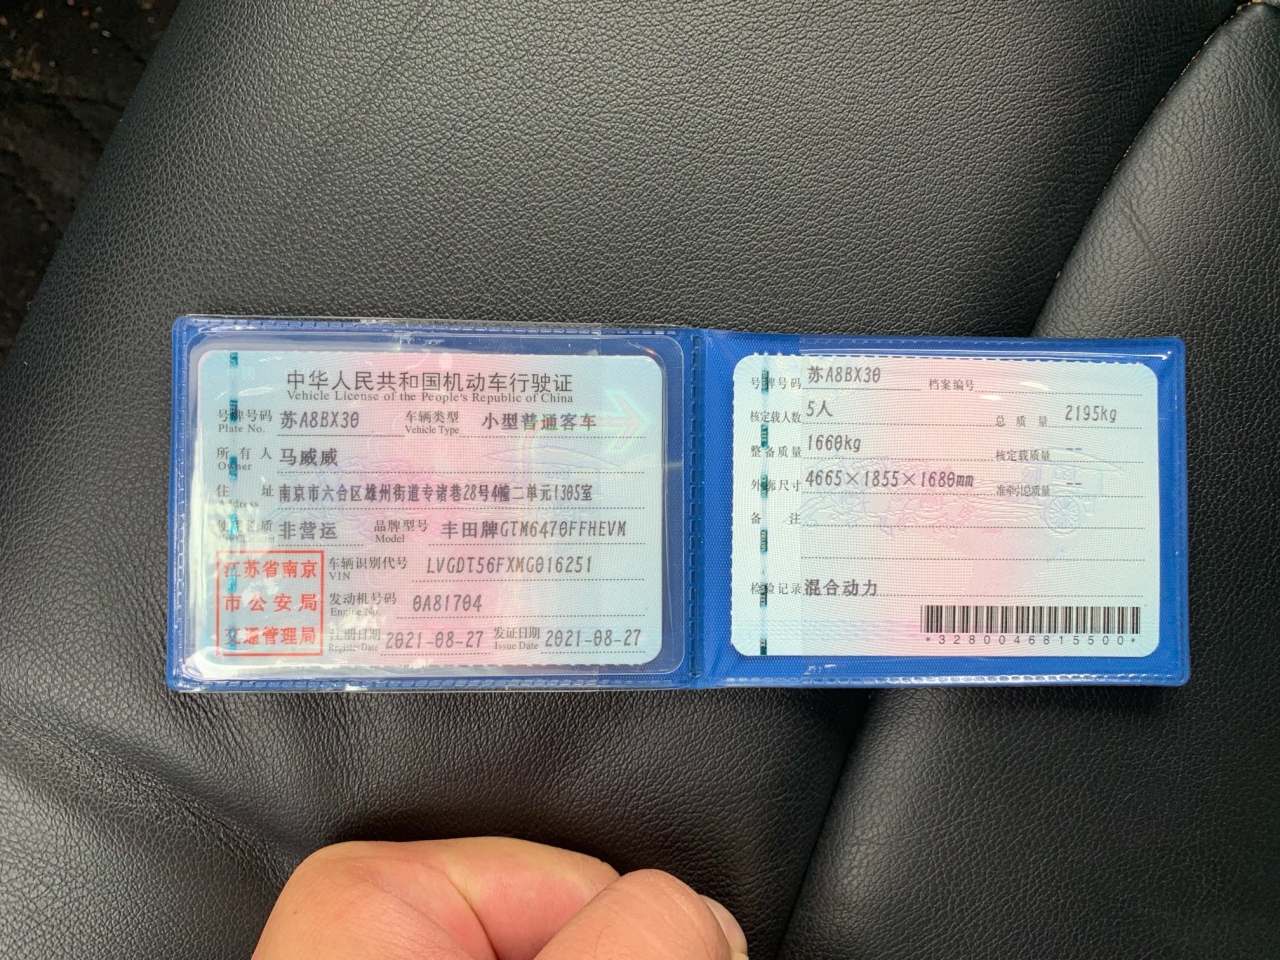 中华人民共和国机动车行驶证
Vehicle License of the People's Republic of China
号牌号码 苏A8BX30 车辆类型 小型普通客车
Plate No. Vehicle Type
所有人 马威威
Owner
住址 南京市六合区雄州街道专诸巷28号4幢二单元1305室
Address
使用性质 非营运 品牌型号 丰田牌GTM6470FFHEVM
Model
车辆识别代号 LVGDT56FXMG016251
VIN
发动机号码 0A81704
Engine No.
注册日期 2021-08-27 发证日期 2021-08-27
Register Date Issue Date
江苏省南京
市公安局
交通管理局
号牌号码 苏A8BX30 档案编号
核定载人数 5人 总质量 2195kg
整备质量 1660kg 核定载质量 --
外廓尺寸 4665×1855×1680mm 准牵引总质量 --
备注
检验记录 混合动力
*3280046815500*